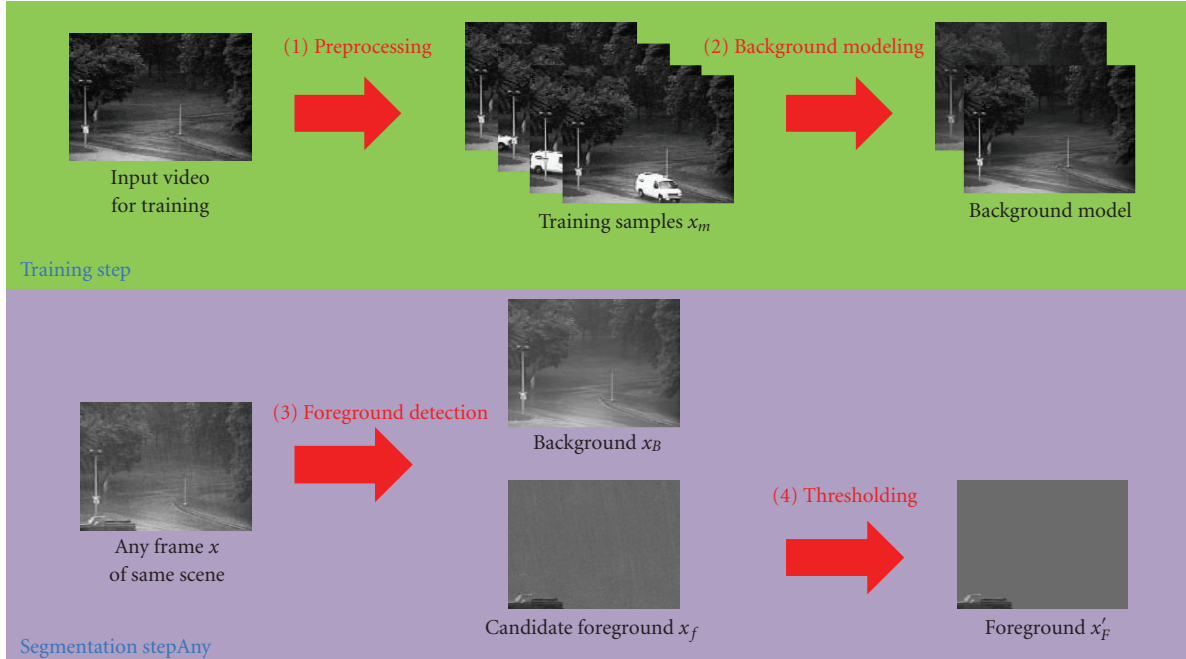 (1) Preprocessing
(2) Background modeling
Input video
for training
Training samples xm
Background model
Training step
(3) Foreground detection
Background xB
(4) Thresholding
Any frame x
of same scene
Candidate foreground xf
Foreground x′F
Segmentation stepAny